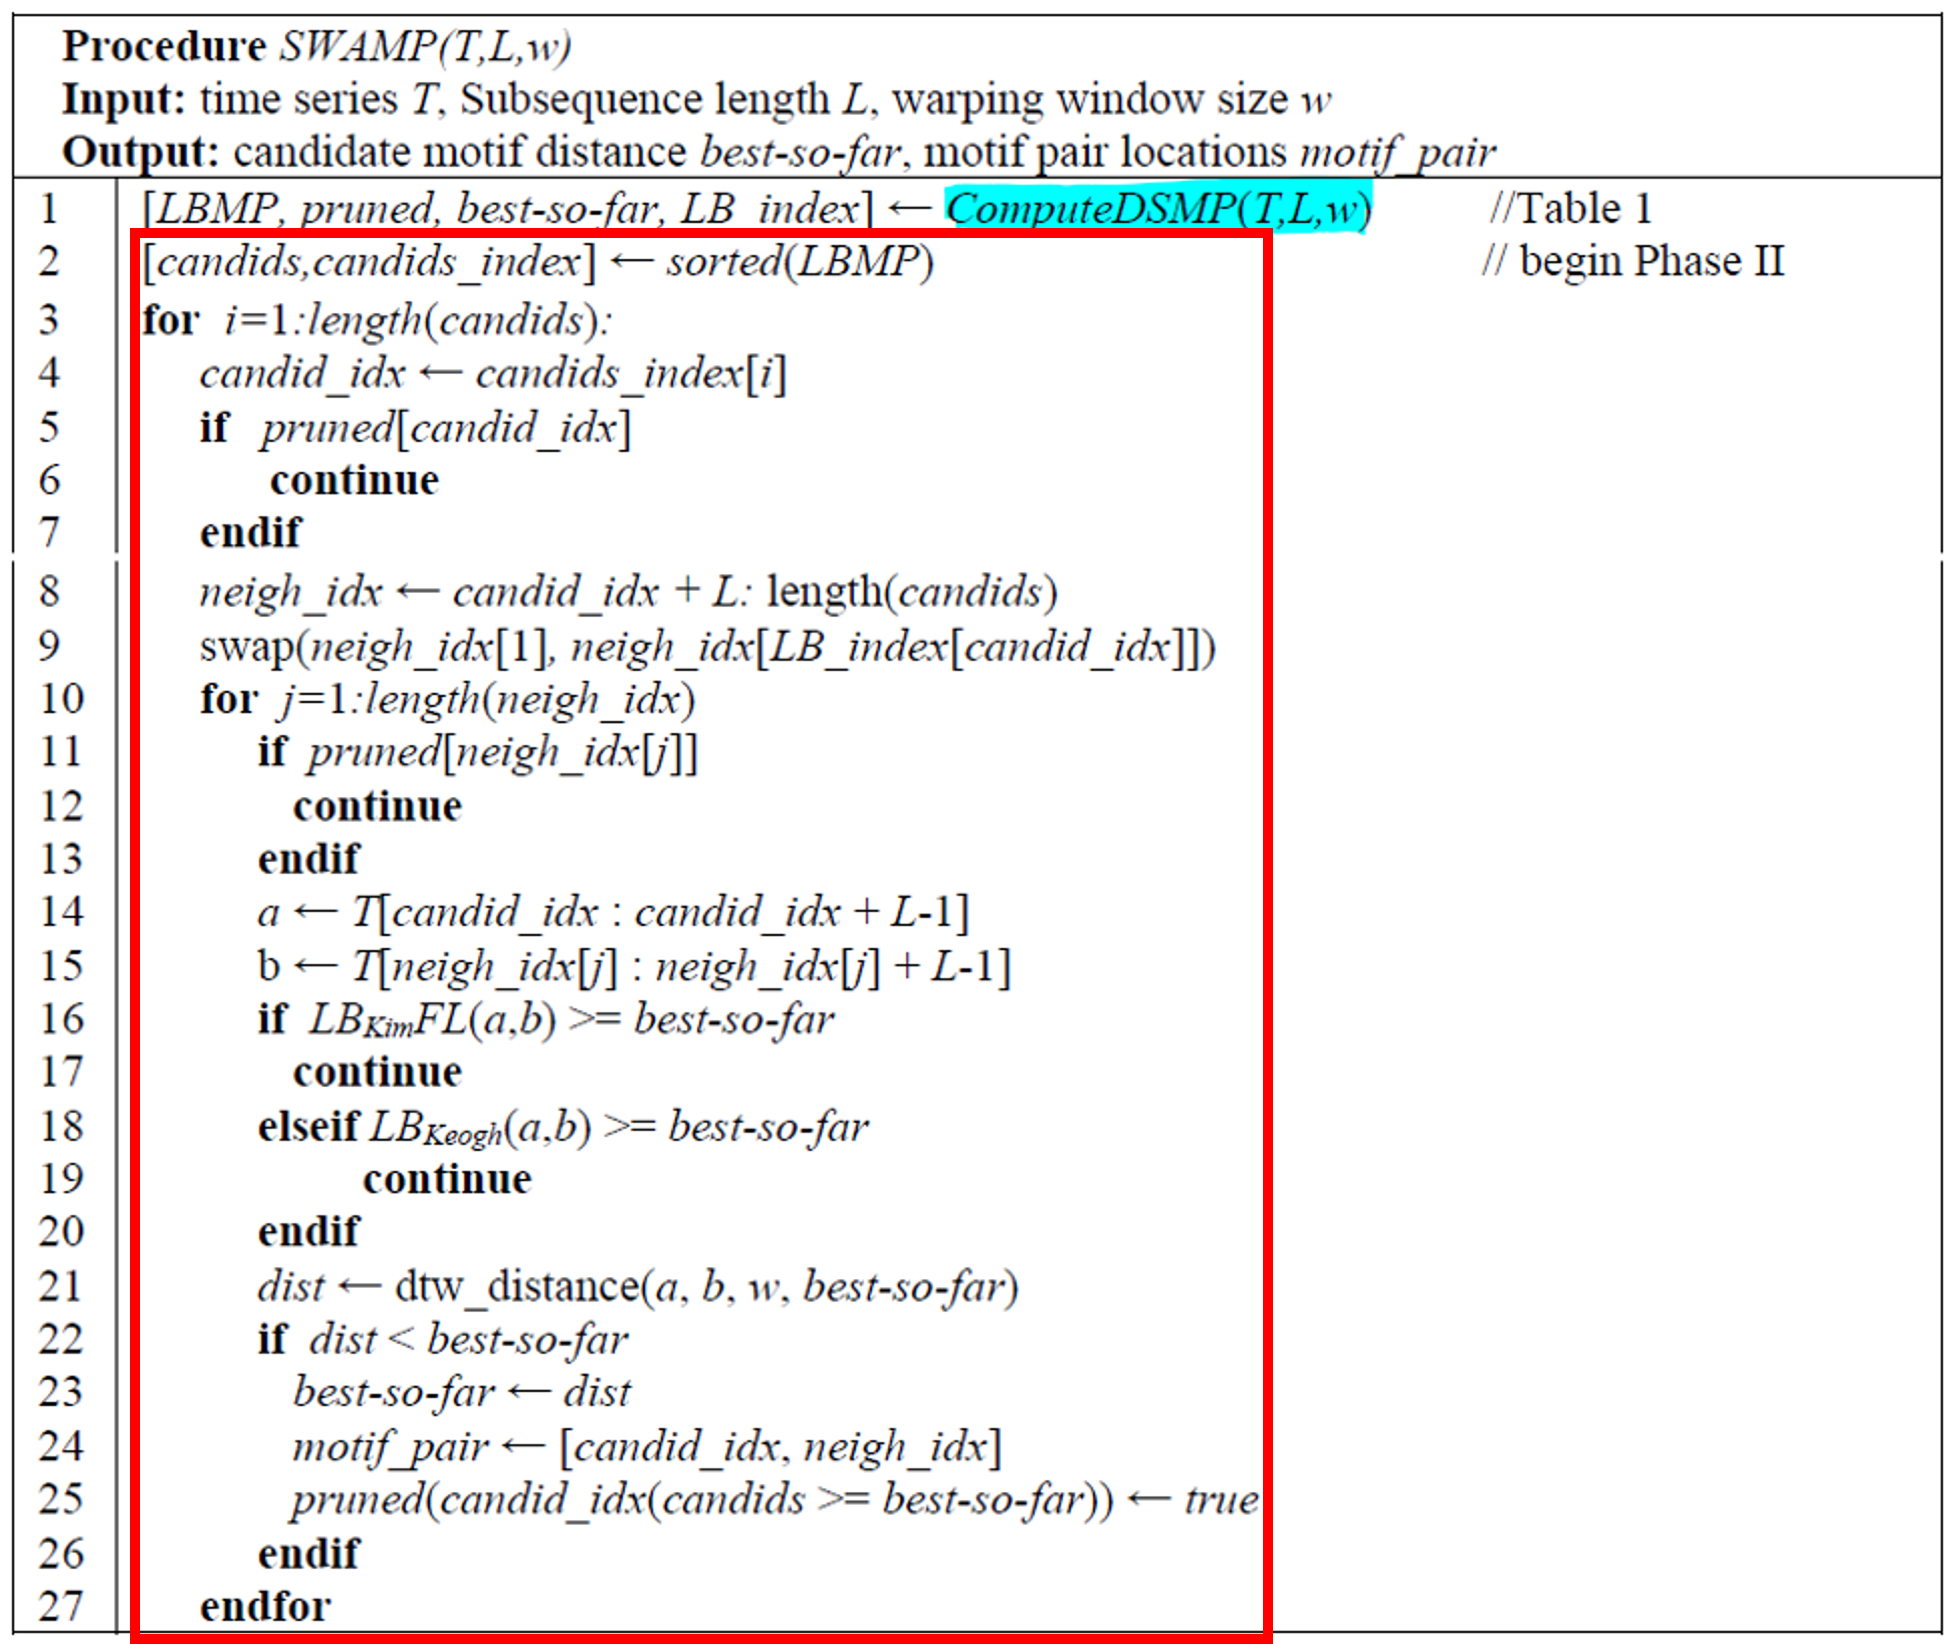 Procedure SWAMP(T,L,w)
Input: time series T, Subsequence length L, warping window size w
Output: candidate motif distance best-so-far, motif pair locations motif_pair
1 [LBMP, pruned, best-so-far, LB_index] ← ComputeDSMP(T,L,w) //Table 1
2 [candids,candids_index] ← sorted(LBMP) // begin Phase II
3 for i=1:length(candids):
4 candid_idx ← candids_index[i]
5 if pruned[candid_idx]
6 continue
7 endif
8 neigh_idx ← candid_idx + L: length(candids)
9 swap(neigh_idx[1], neigh_idx[LB_index[candid_idx]])
10 for j=1:length(neigh_idx)
11 if pruned[neigh_idx[j]]
12 continue
13 endif
14 a ← T[candid_idx : candid_idx + L-1]
15 b ← T[neigh_idx[j] : neigh_idx[j] + L-1]
16 if LBKimFL(a,b) >= best-so-far
17 continue
18 elseif LBKeogh(a,b) >= best-so-far
19 continue
20 endif
21 dist ← dtw_distance(a, b, w, best-so-far)
22 if dist < best-so-far
23 best-so-far ← dist
24 motif_pair ← [candid_idx, neigh_idx]
25 pruned(candid_idx(candids >= best-so-far)) ← true
26 endif
27 endfor